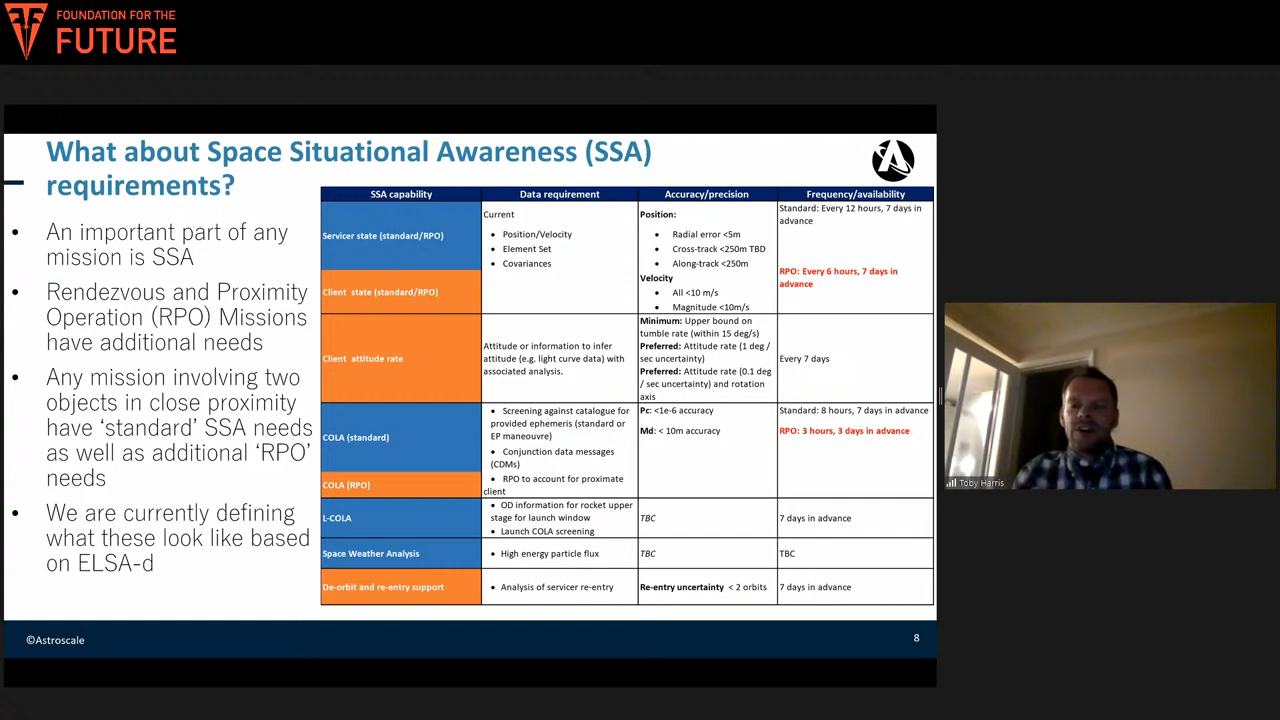 FOUNDATION FOR THE
FUTURE
What about Space Situational Awareness (SSA)
requirements?
• An important part of any
mission is SSA
• Rendezvous and Proximity
Operation (RPO) Missions
have additional needs
• Any mission involving two
objects in close proximity
have ‘standard’ SSA needs
as well as additional ‘RPO’
needs
• We are currently defining
what these look like based
on ELSA-d
SSA capability
Data requirement
Accuracy/precision
Frequency/availability
Servicer state (standard/RPO)
Client state (standard/RPO)
Current
• Position/Velocity
• Element Set
• Covariances
Position:
• Radial error <5m
• Cross-track <250m TBD
• Along-track <250m
Velocity
• All <10 m/s
• Magnitude <10m/s
Standard: Every 12 hours, 7 days in
advance
RPO: Every 6 hours, 7 days in
advance
Client attitude rate
Attitude or information to infer
attitude (e.g. light curve data) with
associated analysis.
Minimum: Upper bound on
tumble rate (within 15 deg/s)
Preferred: Attitude rate (1 deg /
sec uncertainty)
Preferred: Attitude rate (0.1 deg
/ sec uncertainty) and rotation
axis
Every 7 days
COLA (standard)
COLA (RPO)
• Screening against catalogue for
provided ephemeris (standard or
EP maneouvre)
• Conjunction data messages
(CDMs)
• RPO to account for proximate
client
Pc: <1e-6 accuracy
Md: < 10m accuracy
Standard: 8 hours, 7 days in advance
RPO: 3 hours, 3 days in advance
L-COLA
• OD information for rocket upper
stage for launch window
• Launch COLA screening
TBC
7 days in advance
Space Weather Analysis
• High energy particle flux
TBC
TBC
De-orbit and re-entry support
• Analysis of servicer re-entry
Re-entry uncertainty < 2 orbits
7 days in advance
©Astroscale
8
Toby Harris